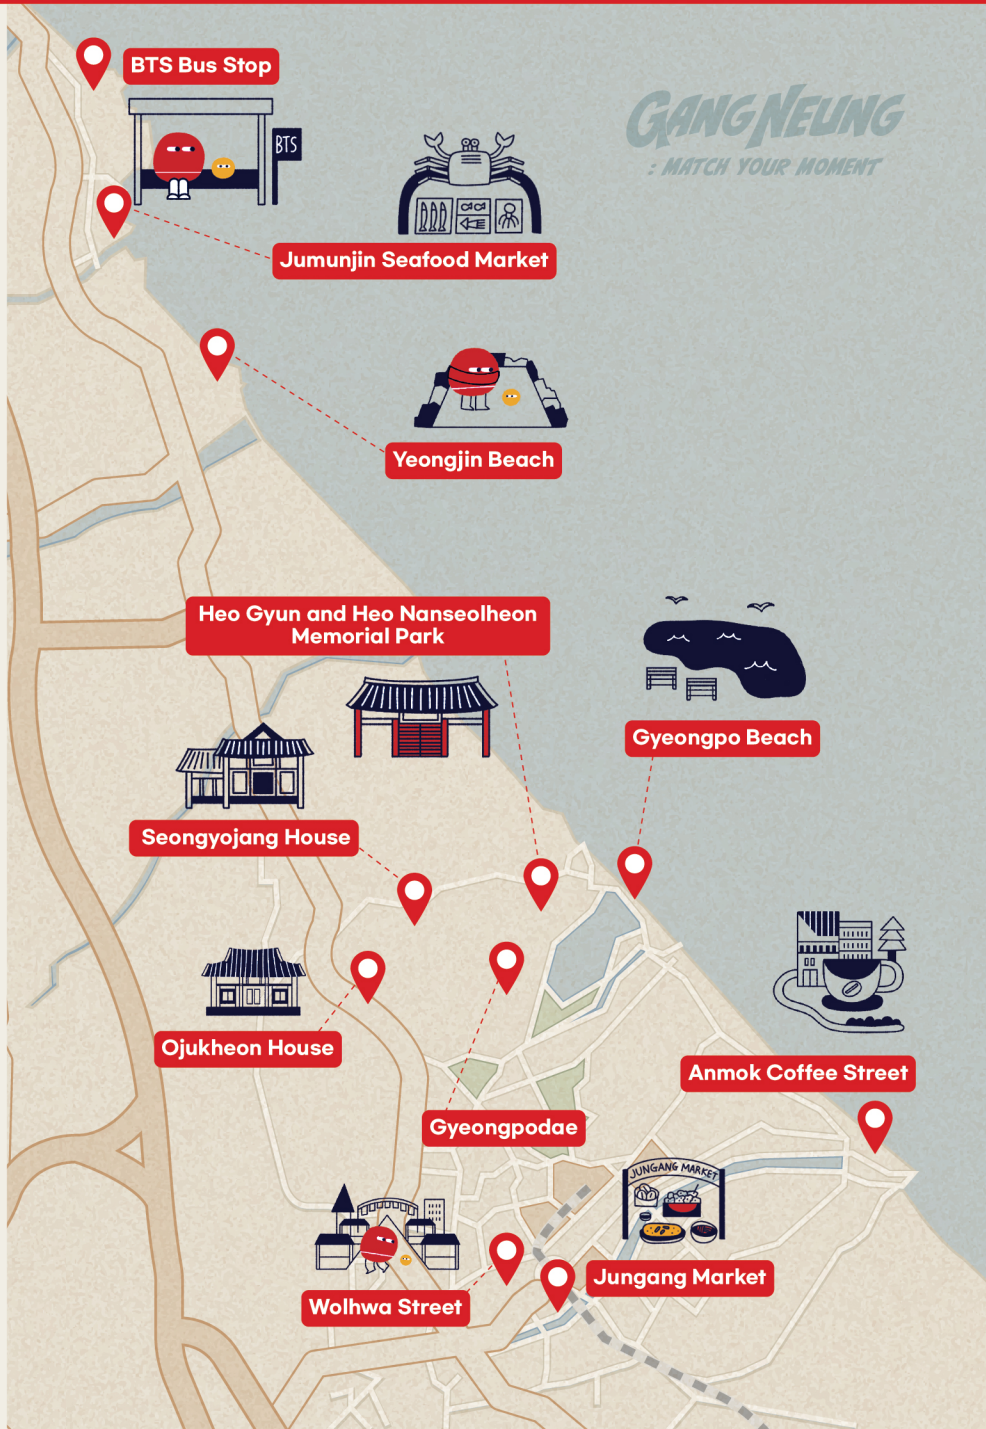 BTS Bus Stop
BTS
GANGNEUNG
: MATCH YOUR MOMENT
Jumunjin Seafood Market
Yeongjin Beach
Heo Gyun and Heo Nanseolheon
Memorial Park
Gyeongpo Beach
Seongyojang House
Ojukheon House
Anmok Coffee Street
Gyeongpodae
JUNGANG MARKET
Jungang Market
Wolhwa Street